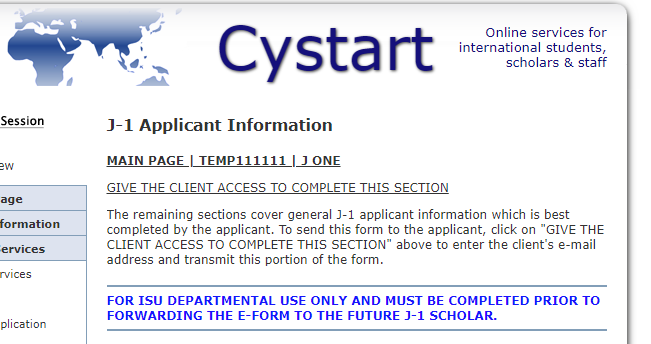 Cystart
Online services for
international students,
scholars & staff
Session
ew
age
formation
ervices
rvices
plication
J-1 Applicant Information
MAIN PAGE | TEMP111111 | J ONE
GIVE THE CLIENT ACCESS TO COMPLETE THIS SECTION
The remaining sections cover general J-1 applicant information which is best
completed by the applicant. To send this form to the applicant, click on "GIVE THE
CLIENT ACCESS TO COMPLETE THIS SECTION" above to enter the client's e-mail
address and transmit this portion of the form.
FOR ISU DEPARTMENTAL USE ONLY AND MUST BE COMPLETED PRIOR TO
FORWARDING THE E-FORM TO THE FUTURE J-1 SCHOLAR.